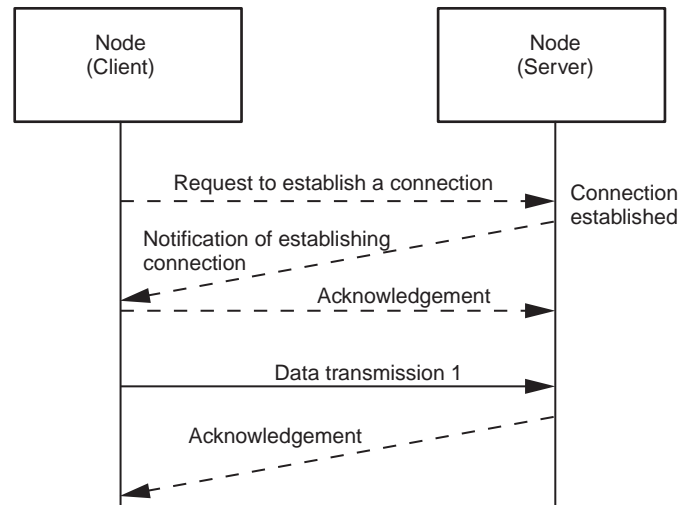 Node
(Client)
Node
(Server)
Request to establish a connection
Connection
established
Notification of establishing
connection
Acknowledgement
Data transmission 1
Acknowledgement